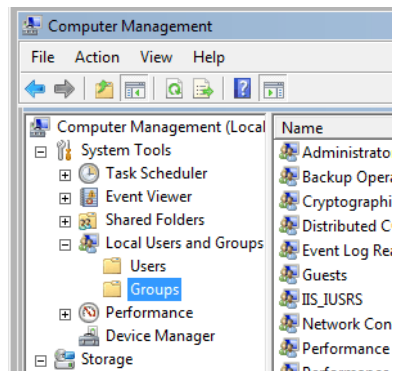 Computer Management
File Action View Help
Computer Management (Local
System Tools
Task Scheduler
Event Viewer
Shared Folders
Local Users and Groups
Users
Groups
Performance
Device Manager
Storage
Name
Administrato
Backup Opera
Cryptographi
Distributed C
Event Log Rea
Guests
IIS_IUSRS
Network Con
Performance